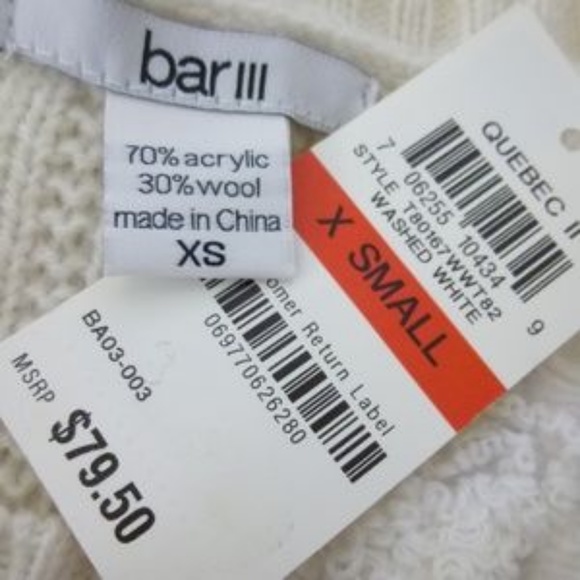 bar III
70% acrylic
30% wool
made in China
XS
QUEBEC II
7 06255 10434 9
STYLE T80167WWT82
WASHED WHITE
X SMALL
omer Return Label
069770626280
BA03-003
MSRP
$79.50